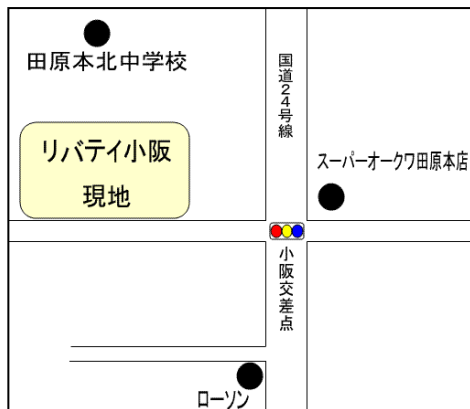 田原本北中学校
国道24号線
リバテイ小阪
現地
スーパーオークワ田原本店
小阪交差点
ローソン